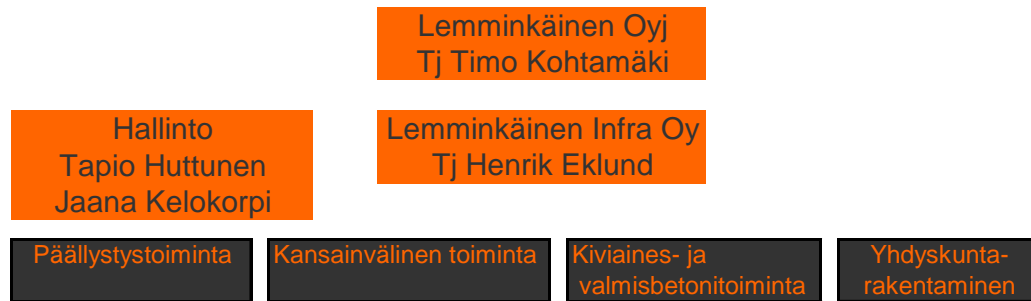 Lemminkäinen Oyj
Tj Timo Kohtamäki
Hallinto
Tapio Huttunen
Jaana Kelokorpi
Lemminkäinen Infra Oy
Tj Henrik Eklund
Päällystystoiminta
Kansainvälinen toiminta
Kiviaines- ja
valmisbetonitoiminta
Yhdyskunta-
rakentaminen